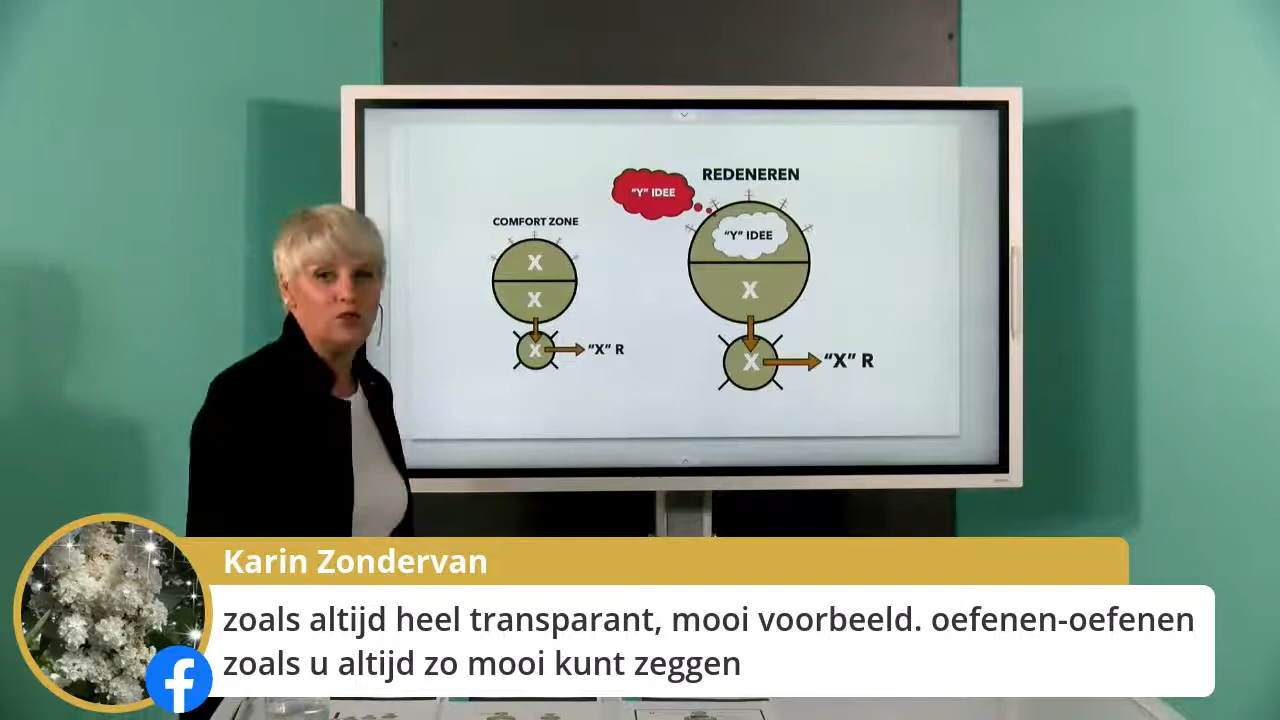 REDENEREN
"Y" IDEE
"Y" IDEE
COMFORT ZONE
X
X
X
X "X" R
X "X" R
Karin Zondervan
zoals altijd heel transparant, mooi voorbeeld. oefenen-oefenen
zoals u altijd zo mooi kunt zeggen